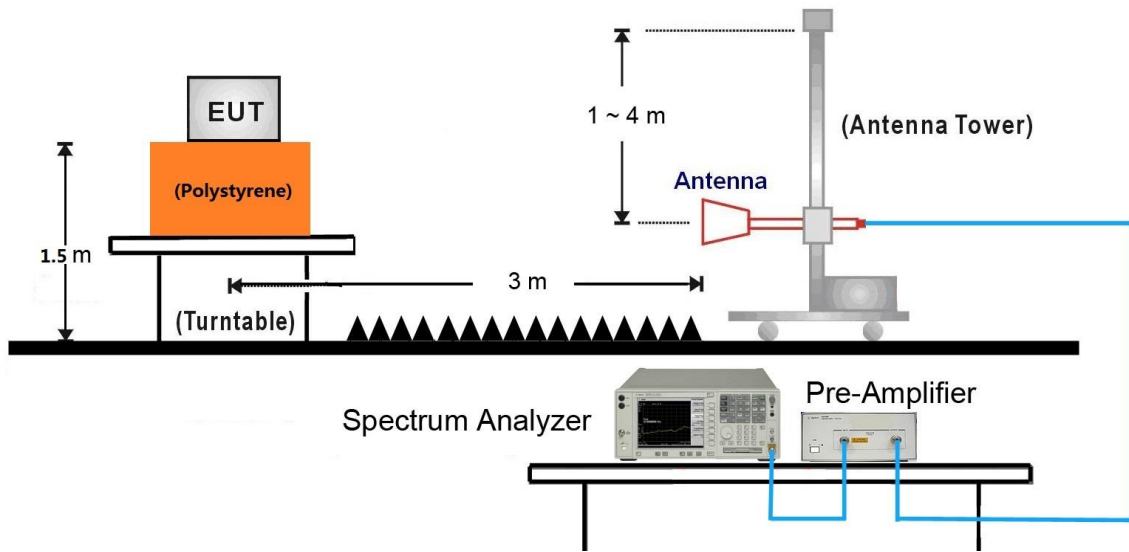 EUT
(Polystyrene)
1.5 m
(Turntable)
3 m
1 ~ 4 m
Antenna
(Antenna Tower)
Spectrum Analyzer
Pre-Amplifier